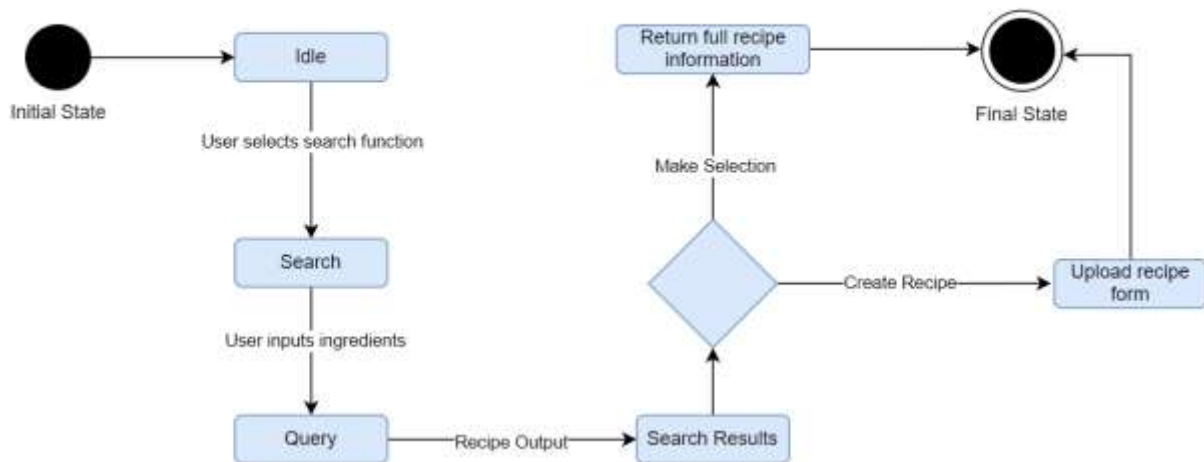 Initial State
Idle
User selects search function
Search
User inputs ingredients
Query
Recipe Output
Search Results
Make Selection
Return full recipe
information
Create Recipe
Upload recipe
form
Final State